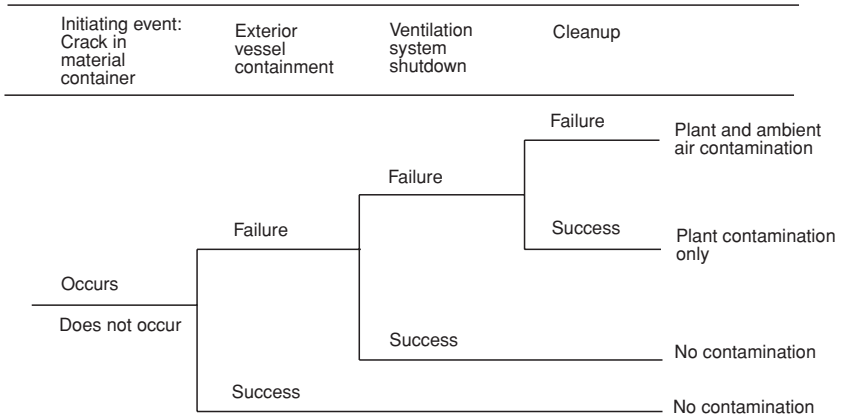 Initiating event:
Crack in
material
container
Exterior
vessel
containment
Ventilation
system
shutdown
Cleanup
Failure
Plant and ambient
air contamination
Failure
Success
Plant contamination
only
Failure
Occurs
Does not occur
Success
No contamination
Success
No contamination